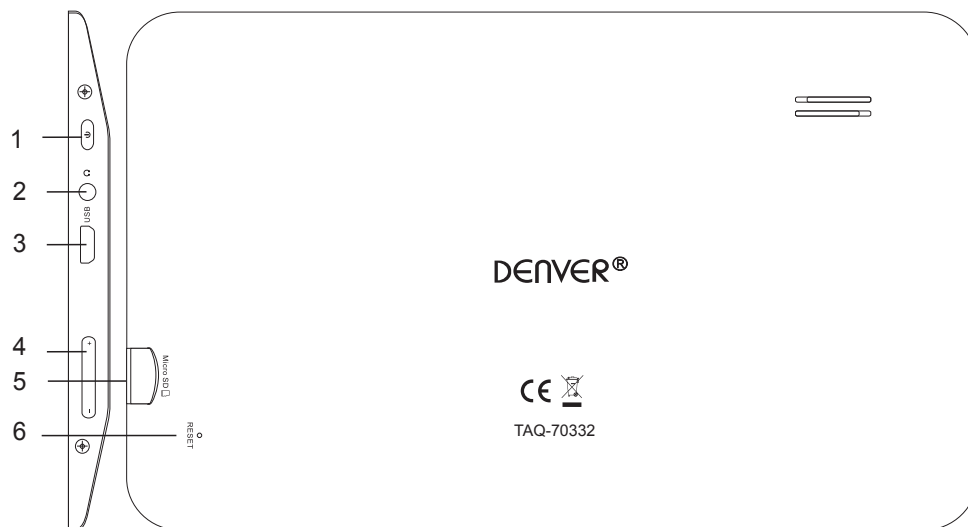 1
2
USB
3
4
+
-
5
Micro SD
6
RESET
DENVER®
CE
TAQ-70332